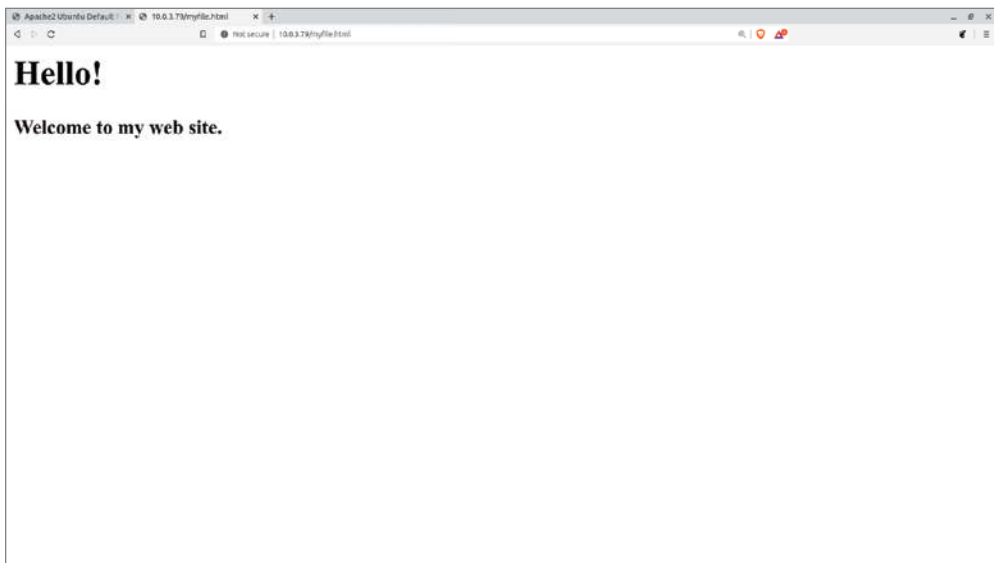 Apache2 Ubuntu Default
10.0.3.79/myfile.html
Not secure | 10.0.3.79/myfile.html
Hello!
Welcome to my web site.